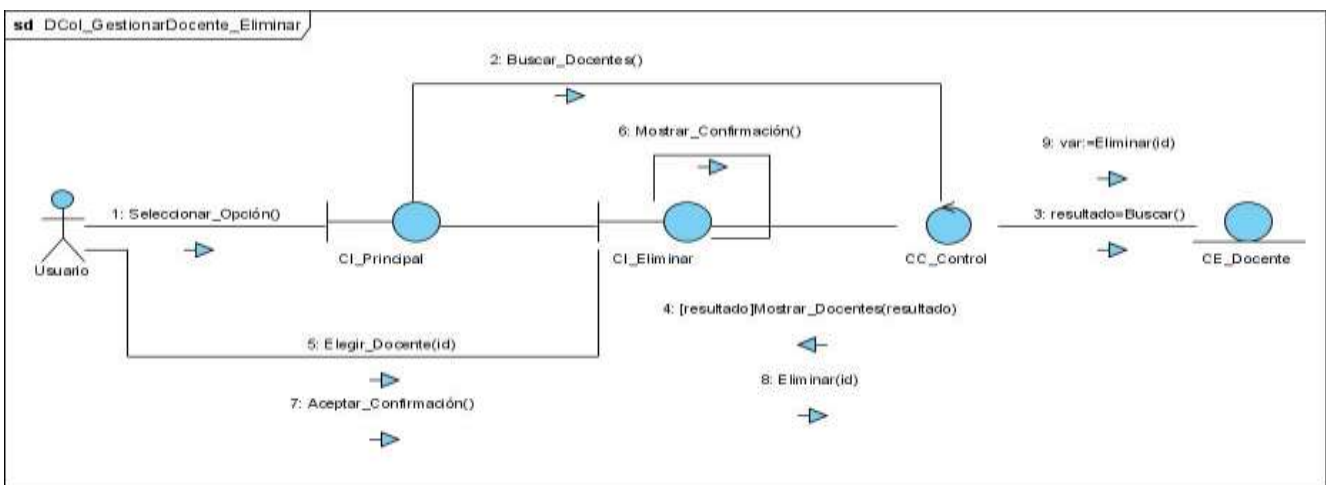 sd DCol_GestionarDocente_Eliminar
2: Buscar_Docentes()
6: Mostrar_Confirmación()
9: var:=Eliminar(id)
1: Seleccionar_Opción()
3: resultado=Buscar()
Usuario
CI_Principal
CI_Eliminar
CC_Control
CE_Docente
4: [resultado]Mostrar_Docentes(resultado)
5: Elegir_Docente(id)
8: Eliminar(id)
7: Aceptar_Confirmación()